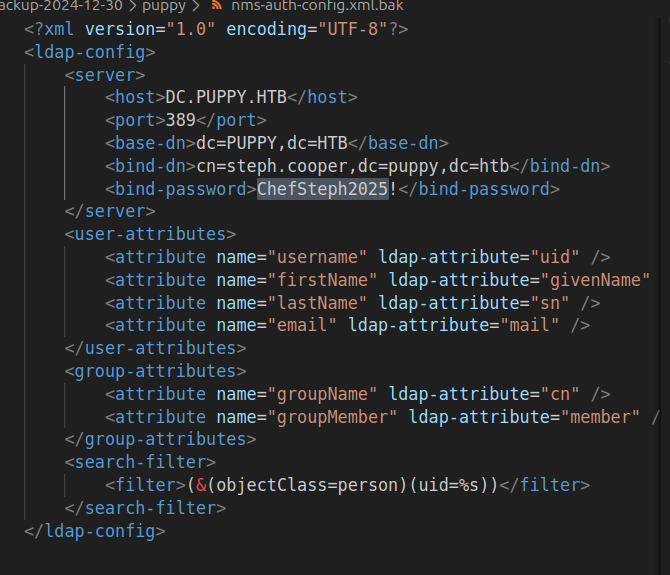 ackup-2024-12-30 > puppy > nms-auth-config.xml.bak
<?xml version="1.0" encoding="UTF-8"?>
<ldap-config>
<server>
<host>DC.PUPPY.HTB</host>
<port>389</port>
<base-dn>dc=PUPPY,dc=HTB</base-dn>
<bind-dn>cn=steph.cooper,dc=puppy,dc=htb</bind-dn>
<bind-password>ChefSteph2025!</bind-password>
</server>
<user-attributes>
<attribute name="username" ldap-attribute="uid" />
<attribute name="firstName" ldap-attribute="givenName"
<attribute name="lastName" ldap-attribute="sn" />
<attribute name="email" ldap-attribute="mail" />
</user-attributes>
<group-attributes>
<attribute name="groupName" ldap-attribute="cn" />
<attribute name="groupMember" ldap-attribute="member" /
</group-attributes>
<search-filter>
<filter>(&(objectClass=person)(uid=%s))</filter>
</search-filter>
</ldap-config>